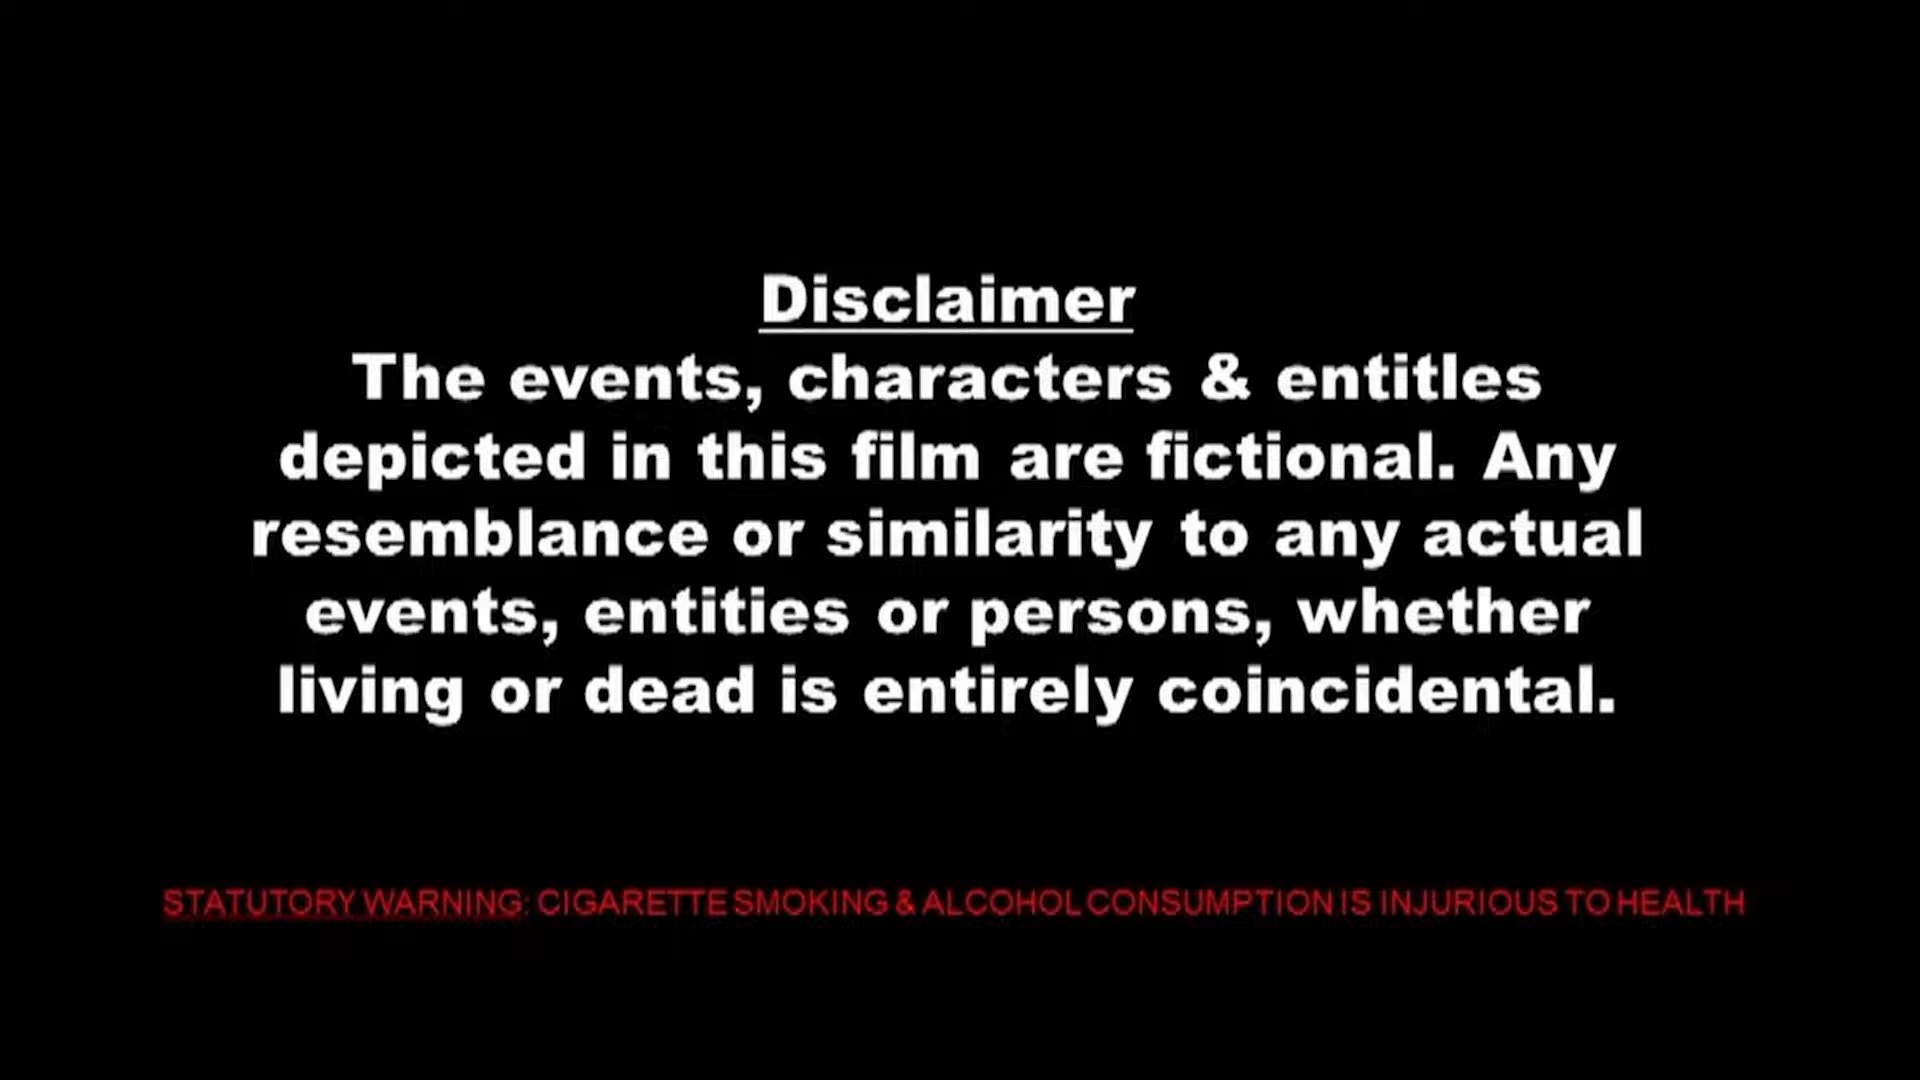 Disclaimer
The events, characters & entitles
depicted in this film are fictional. Any
resemblance or similarity to any actual
events, entities or persons, whether
living or dead is entirely coincidental.
STATUTORY WARNING: CIGARETTE SMOKING & ALCOHOL CONSUMPTION IS INJURIOUS TO HEALTH